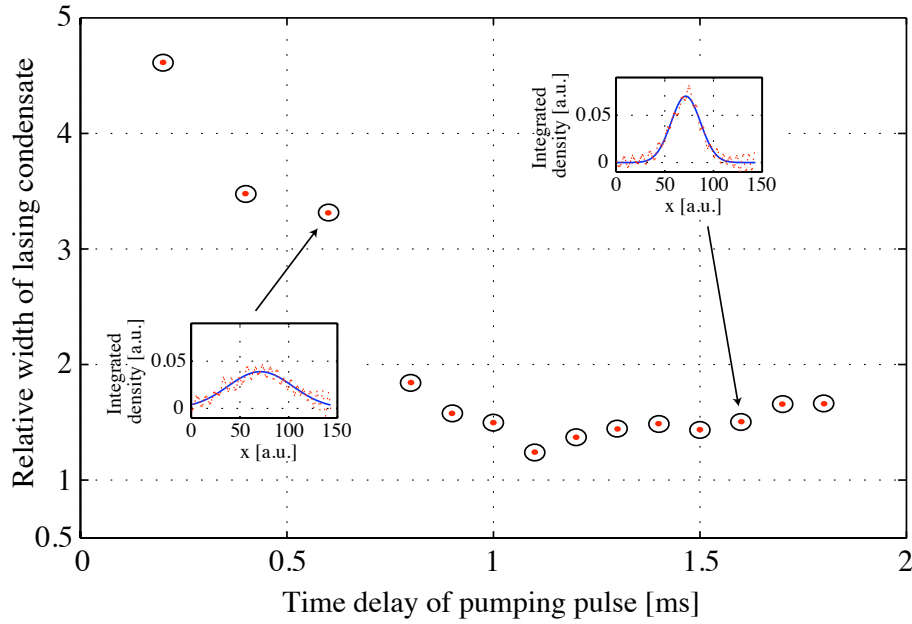 Relative width of lasing condensate
5
4
3
2
1
0.5
0
0.5
1
1.5
2
Time delay of pumping pulse [ms]
Integrated
density [a.u.]
0.05
0
0
50
100
150
x [a.u.]
Integrated
density [a.u.]
0.05
0
0
50
100
150
x [a.u.]